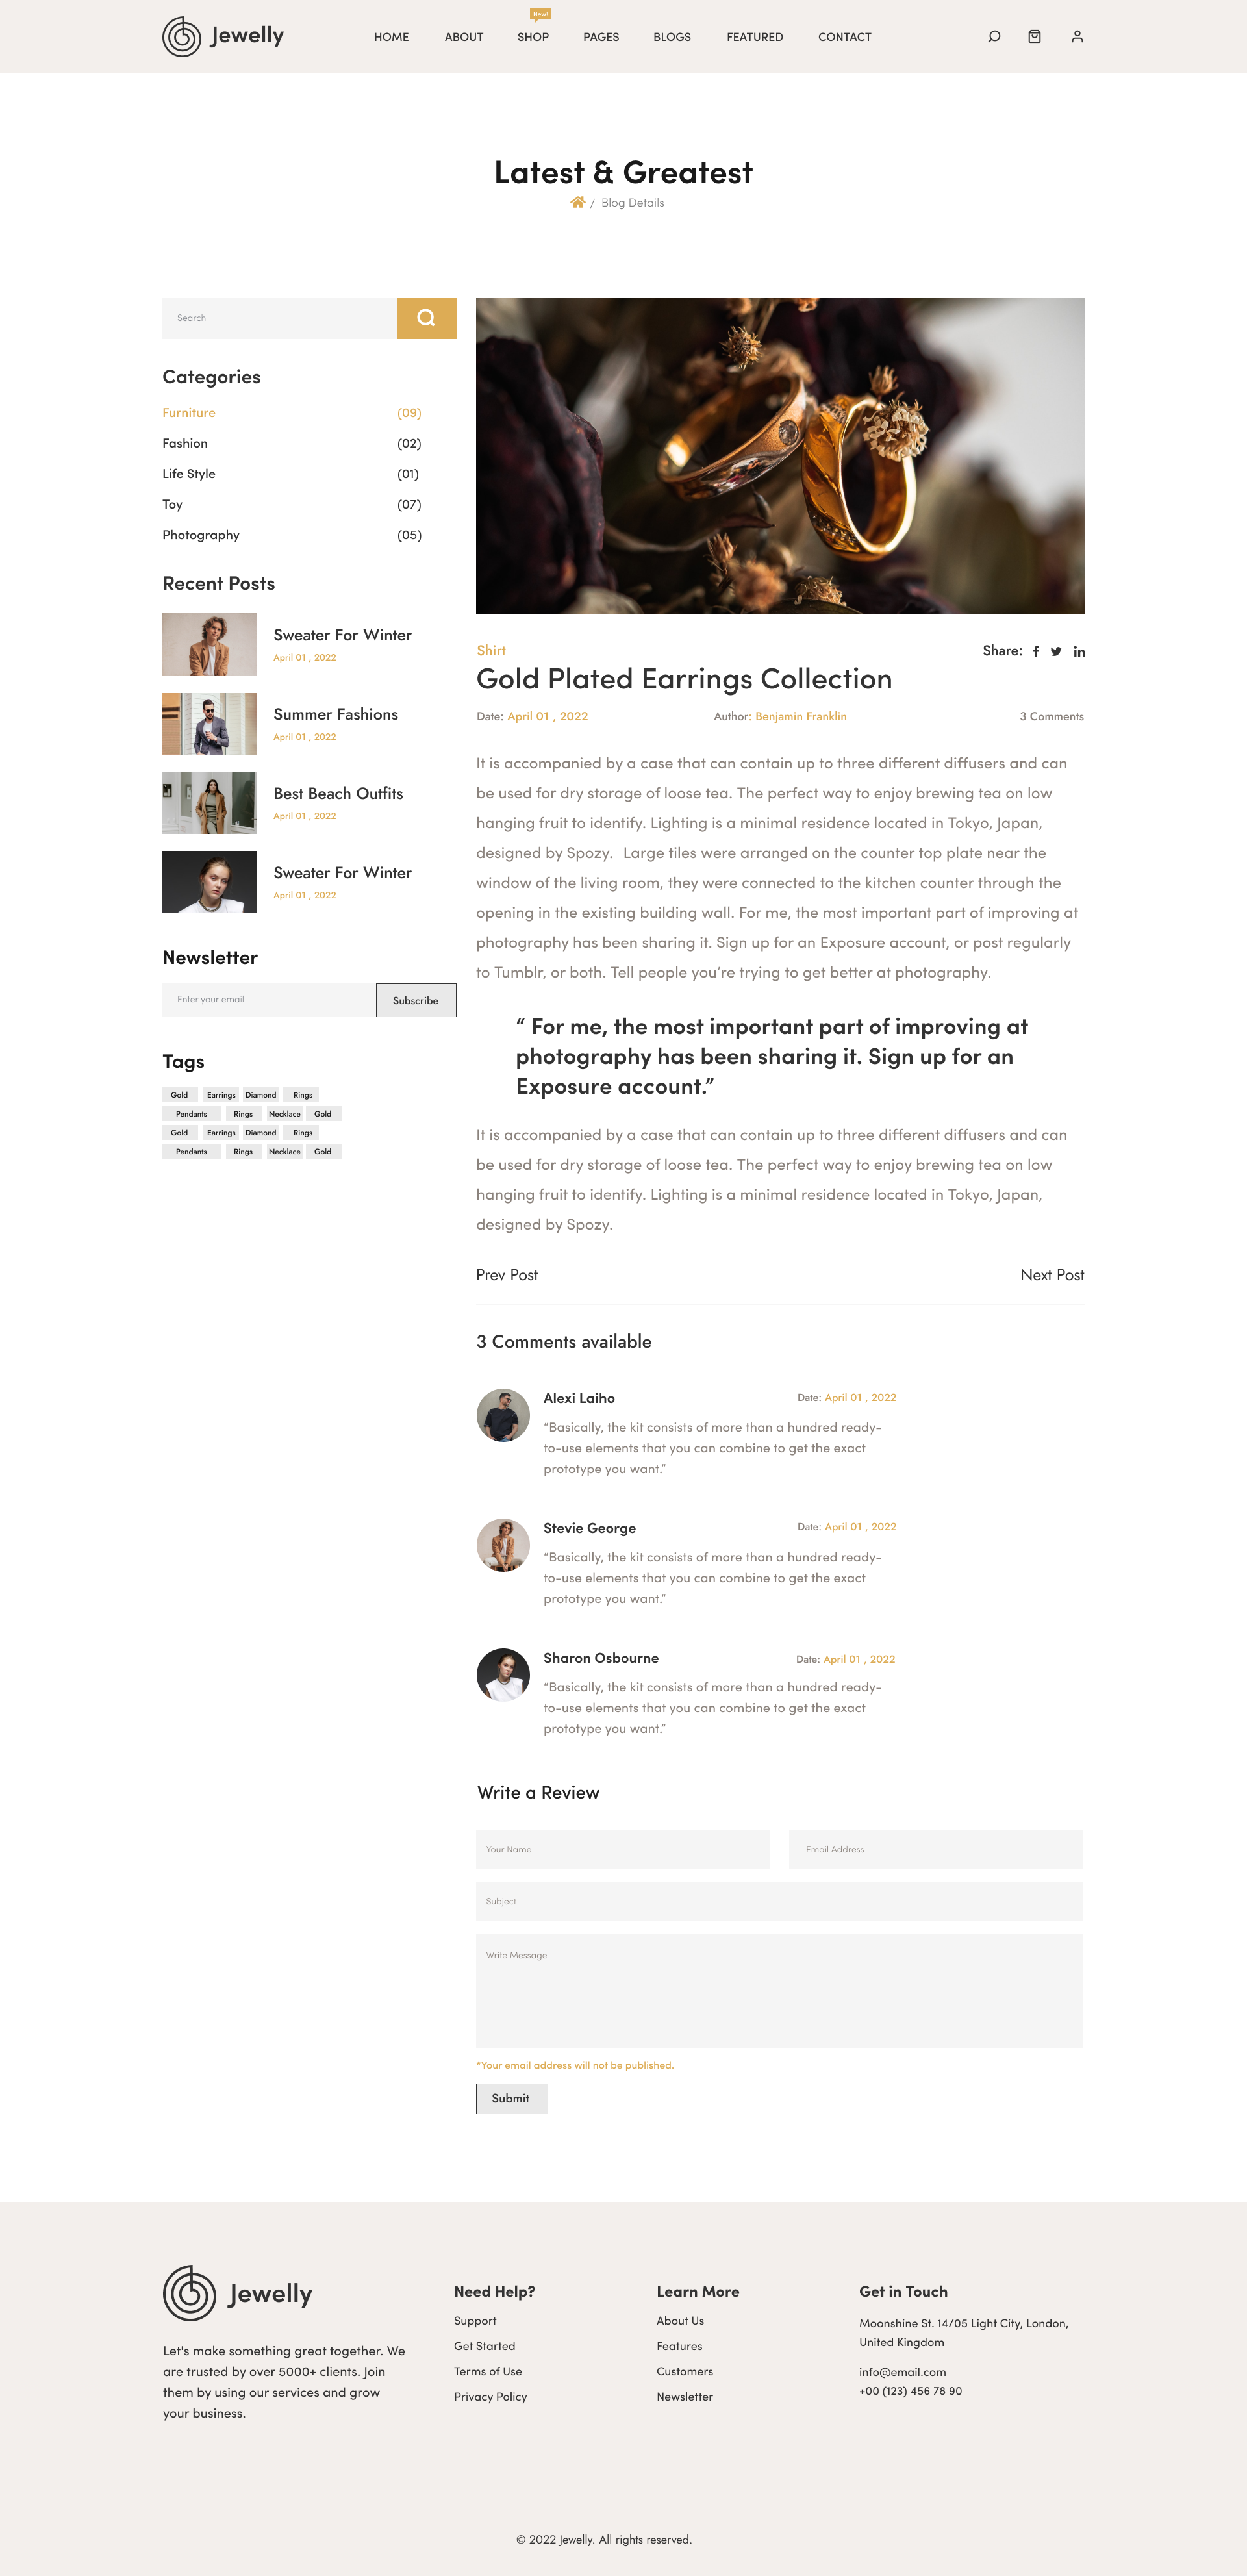 Jewelly
HOME ABOUT SHOP PAGES BLOGS FEATURED CONTACT
New!
Latest & Greatest
/ Blog Details
Search
Categories
Furniture (09)
Fashion (02)
Life Style (01)
Toy (07)
Photography (05)
Recent Posts
Sweater For Winter
April 01 , 2022
Summer Fashions
April 01 , 2022
Best Beach Outfits
April 01 , 2022
Sweater For Winter
April 01 , 2022
Newsletter
Enter your email Subscribe
Tags
Gold Earrings Diamond Rings
Pendants Rings Necklace Gold
Gold Earrings Diamond Rings
Pendants Rings Necklace Gold
Shirt Share:
Gold Plated Earrings Collection
Date: April 01 , 2022 Author: Benjamin Franklin 3 Comments
It is accompanied by a case that can contain up to three different diffusers and can
be used for dry storage of loose tea. The perfect way to enjoy brewing tea on low
hanging fruit to identify. Lighting is a minimal residence located in Tokyo, Japan,
designed by Spozy. Large tiles were arranged on the counter top plate near the
window of the living room, they were connected to the kitchen counter through the
opening in the existing building wall. For me, the most important part of improving at
photography has been sharing it. Sign up for an Exposure account, or post regularly
to Tumblr, or both. Tell people you’re trying to get better at photography.
“ For me, the most important part of improving at
photography has been sharing it. Sign up for an
Exposure account.”
It is accompanied by a case that can contain up to three different diffusers and can
be used for dry storage of loose tea. The perfect way to enjoy brewing tea on low
hanging fruit to identify. Lighting is a minimal residence located in Tokyo, Japan,
designed by Spozy.
Prev Post Next Post
3 Comments available
Alexi Laiho Date: April 01 , 2022
“Basically, the kit consists of more than a hundred ready-
to-use elements that you can combine to get the exact
prototype you want.”
Stevie George Date: April 01 , 2022
“Basically, the kit consists of more than a hundred ready-
to-use elements that you can combine to get the exact
prototype you want.”
Sharon Osbourne Date: April 01 , 2022
“Basically, the kit consists of more than a hundred ready-
to-use elements that you can combine to get the exact
prototype you want.”
Write a Review
Your Name Email Address
Subject
Write Message
*Your email address will not be published.
Submit
Jewelly
Let's make something great together. We
are trusted by over 5000+ clients. Join
them by using our services and grow
your business.
Need Help?
Support
Get Started
Terms of Use
Privacy Policy
Learn More
About Us
Features
Customers
Newsletter
Get in Touch
Moonshine St. 14/05 Light City, London,
United Kingdom
info@email.com
+00 (123) 456 78 90
© 2022 Jewelly. All rights reserved.